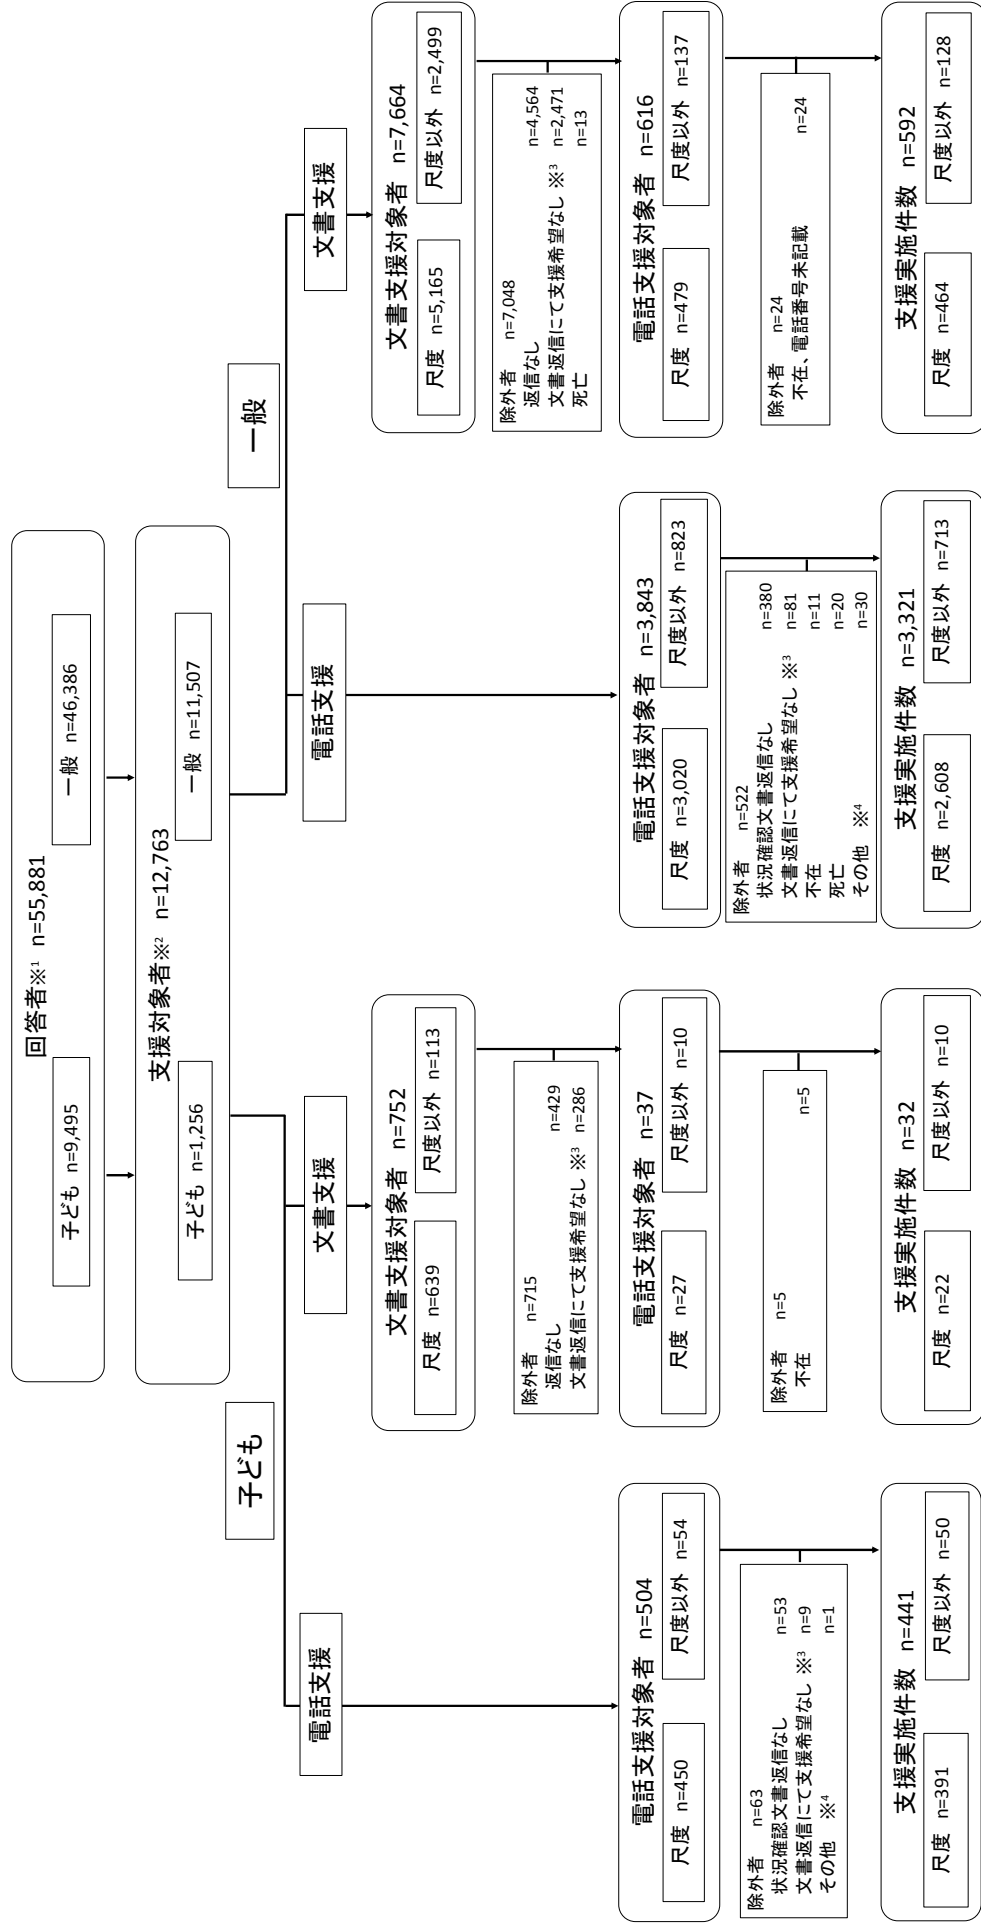 回答者※1 n=55,881
子ども n=9,495
一般 n=46,386
支援対象者※2 n=12,763
子ども n=1,256
一般 n=11,507
子ども
一般
電話支援
文書支援
電話支援
文書支援
文書支援対象者 n=752
尺度 n=639
尺度以外 n=113
文書支援対象者 n=7,664
尺度 n=5,165
尺度以外 n=2,499
除外者 n=715
返信なし n=429
文書返信にて支援希望なし ※3 n=286
除外者 n=7,048
返信なし n=4,564
文書返信にて支援希望なし ※3 n=2,471
死亡 n=13
電話支援対象者 n=504
尺度 n=450
尺度以外 n=54
電話支援対象者 n=37
尺度 n=27
尺度以外 n=10
電話支援対象者 n=3,843
尺度 n=3,020
尺度以外 n=823
電話支援対象者 n=616
尺度 n=479
尺度以外 n=137
除外者 n=63
状況確認文書返信なし n=53
文書返信にて支援希望なし ※3 n=9
その他 ※4 n=1
除外者 n=5
不在 n=5
除外者 n=522
状況確認文書返信なし n=380
文書返信にて支援希望なし ※3 n=81
不在 n=11
死亡 n=20
その他 ※4 n=30
除外者 n=24
不在、電話番号未記載 n=24
支援実施件数 n=441
尺度 n=391
尺度以外 n=50
支援実施件数 n=32
尺度 n=22
尺度以外 n=10
支援実施件数 n=3,321
尺度 n=2,608
尺度以外 n=713
支援実施件数 n=592
尺度 n=464
尺度以外 n=128